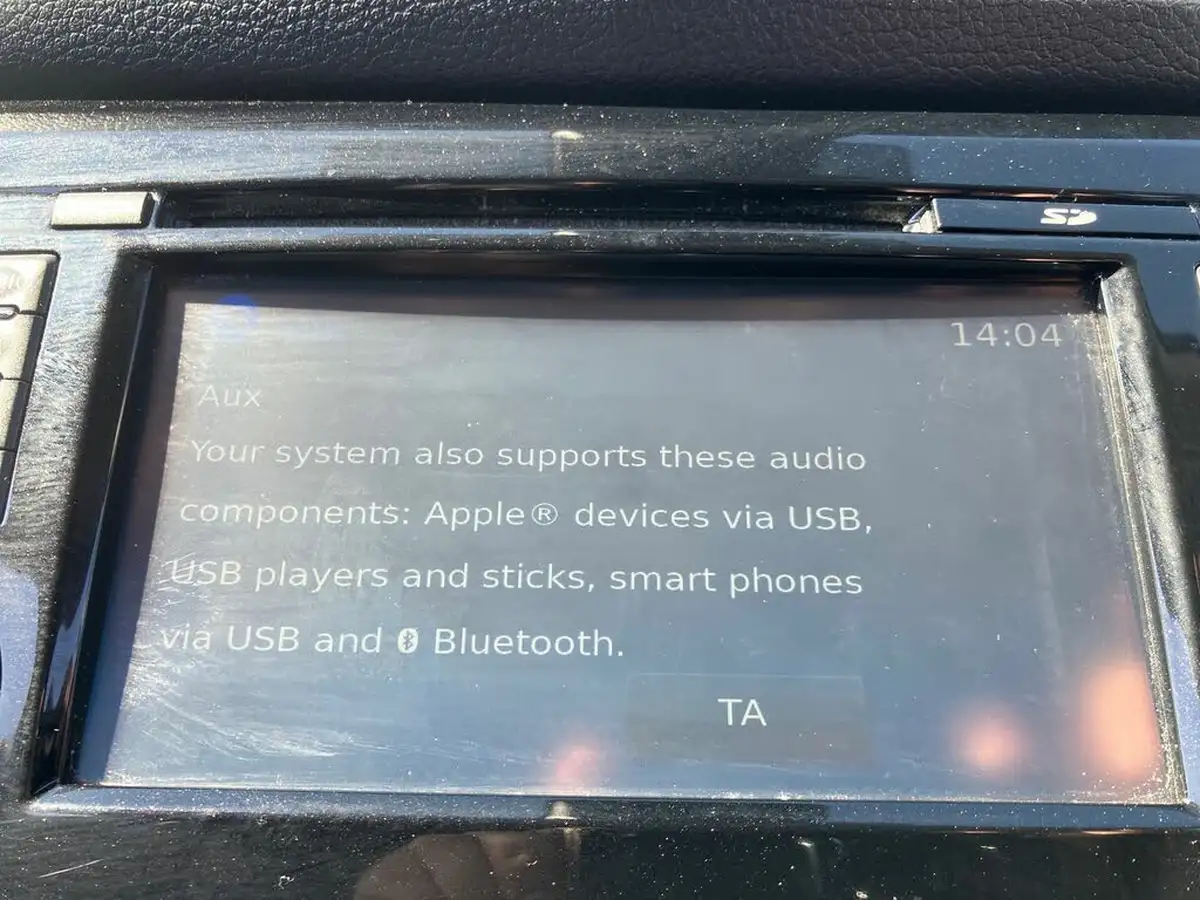 SD
14:04
Aux
Your system also supports these audio
components: Apple® devices via USB,
USB players and sticks, smart phones
via USB and Bluetooth.
TA